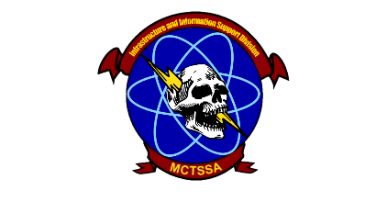 Infrastructure and Information Support Division
MCTSSA